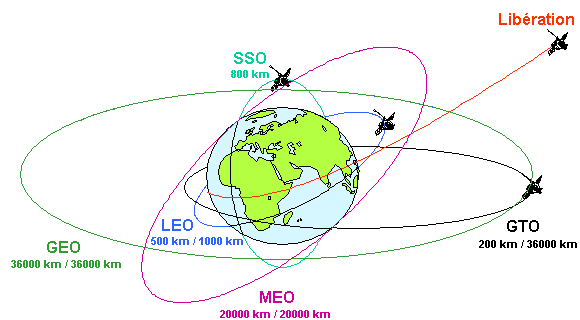 Libération
SSO
800 km
LEO
500 km / 1000 km
GTO
200 km / 36000 km
GEO
36000 km / 36000 km
MEO
20000 km / 20000 km